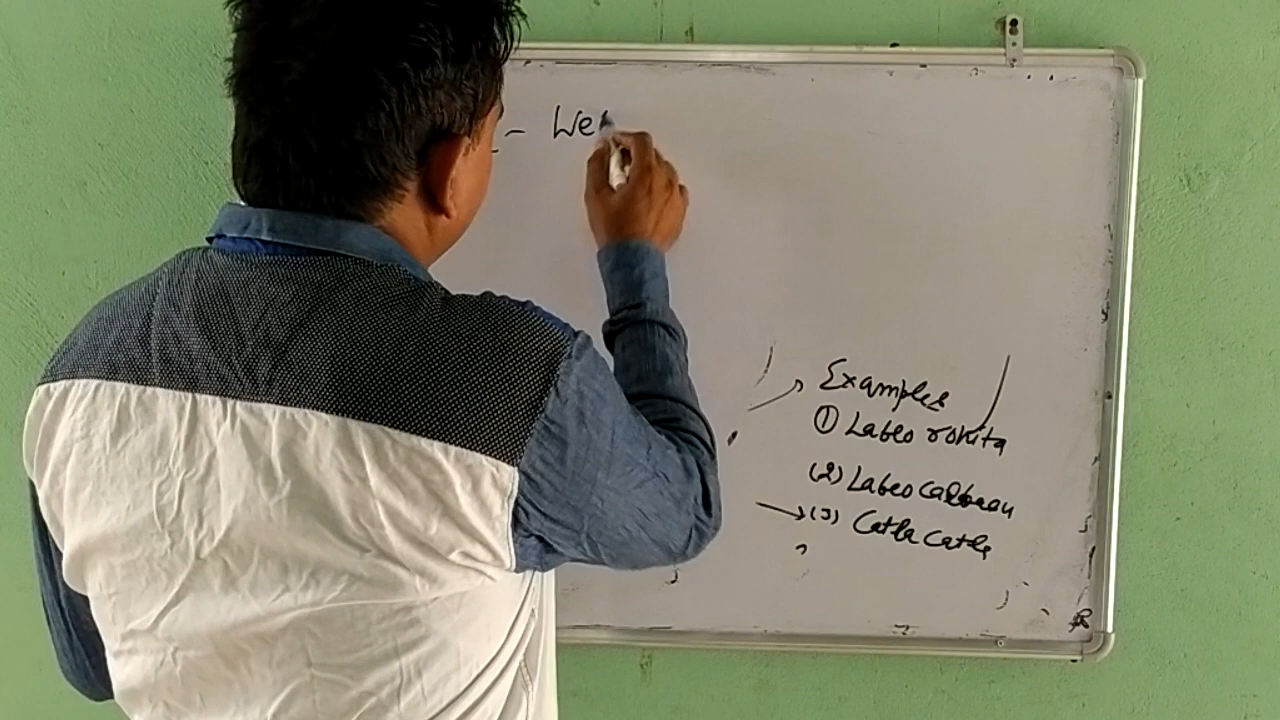 - We
Examples
① Labeo rohita
(2) Labeo calbasu
(3) Catla catla